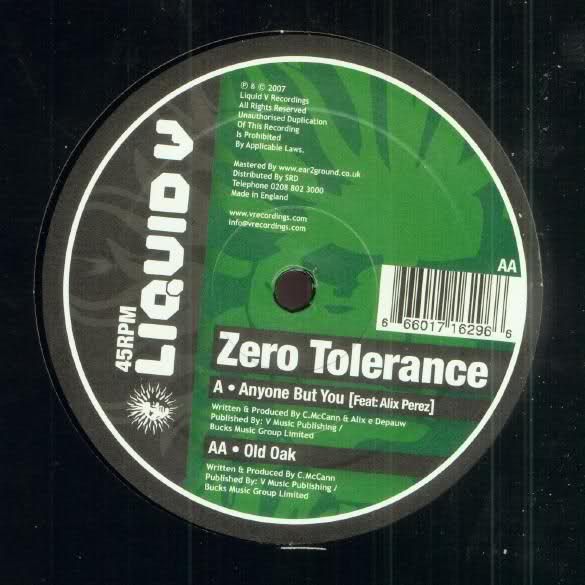 ℗ & © 2007
Liquid V Recordings
All Rights Reserved
Unauthorised Duplication
Of This Recording
Is Prohibited
By Applicable Laws.
Mastered By www.ear2ground.co.uk
Distributed By SRD
Telephone 0208 802 3000
Made in England
www.vrecordings.com
info@vrecordings.com
45RPM
LIQUID V
AA
6 66017 16296 6
Zero Tolerance
A • Anyone But You [Feat: Alix Perez]
Written & Produced By C.McCann & Alix e Depauw
Published By: V Music Publishing /
Bucks Music Group Limited
AA • Old Oak
Written & Produced By C.McCann
Published By: V Music Publishing /
Bucks Music Group Limited